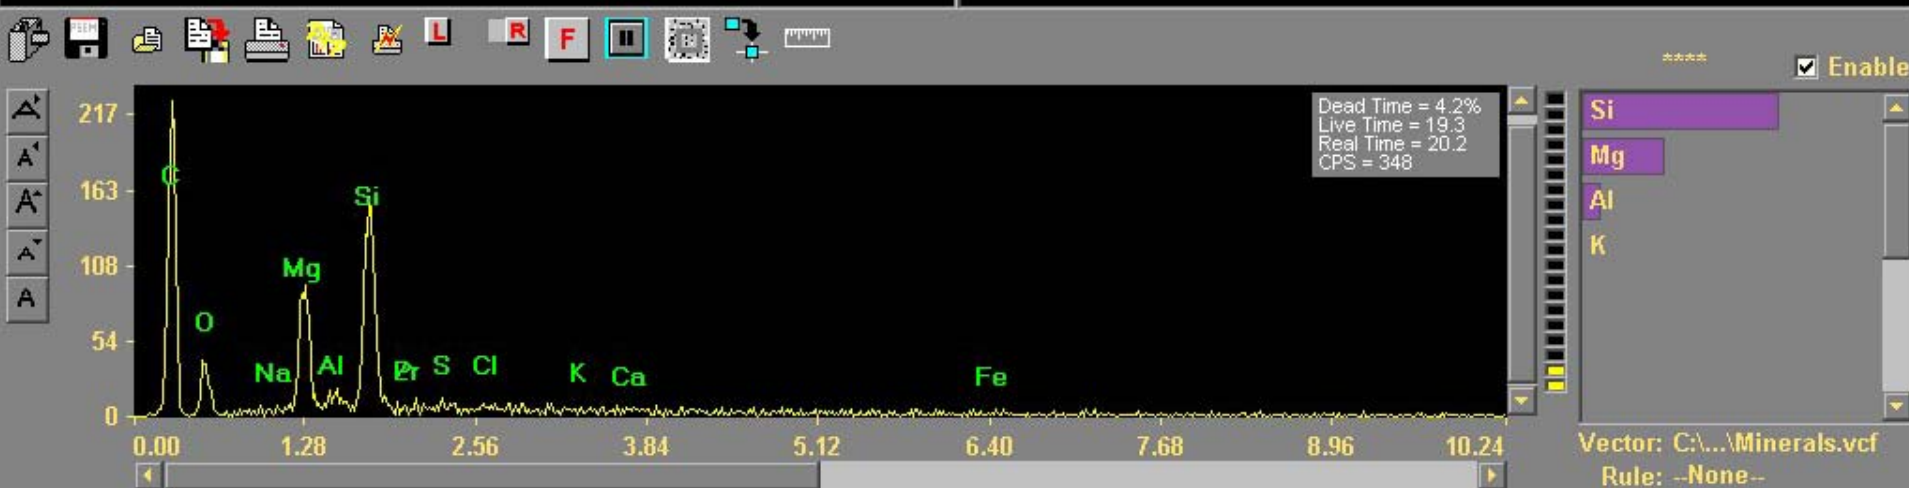 PSEM
L
R
F
****
Enable
A
A
A
A
A
217
163
108
54
0
C
O
Na
Mg
Al
Si
S
Cl
K
Ca
Fe
Dead Time = 4.2%
Live Time = 19.3
Real Time = 20.2
CPS = 348
0.00 1.28 2.56 3.84 5.12 6.40 7.68 8.96 10.24
Si
Mg
Al
K
Vector: C:\...\Minerals.vcf
Rule: --None--